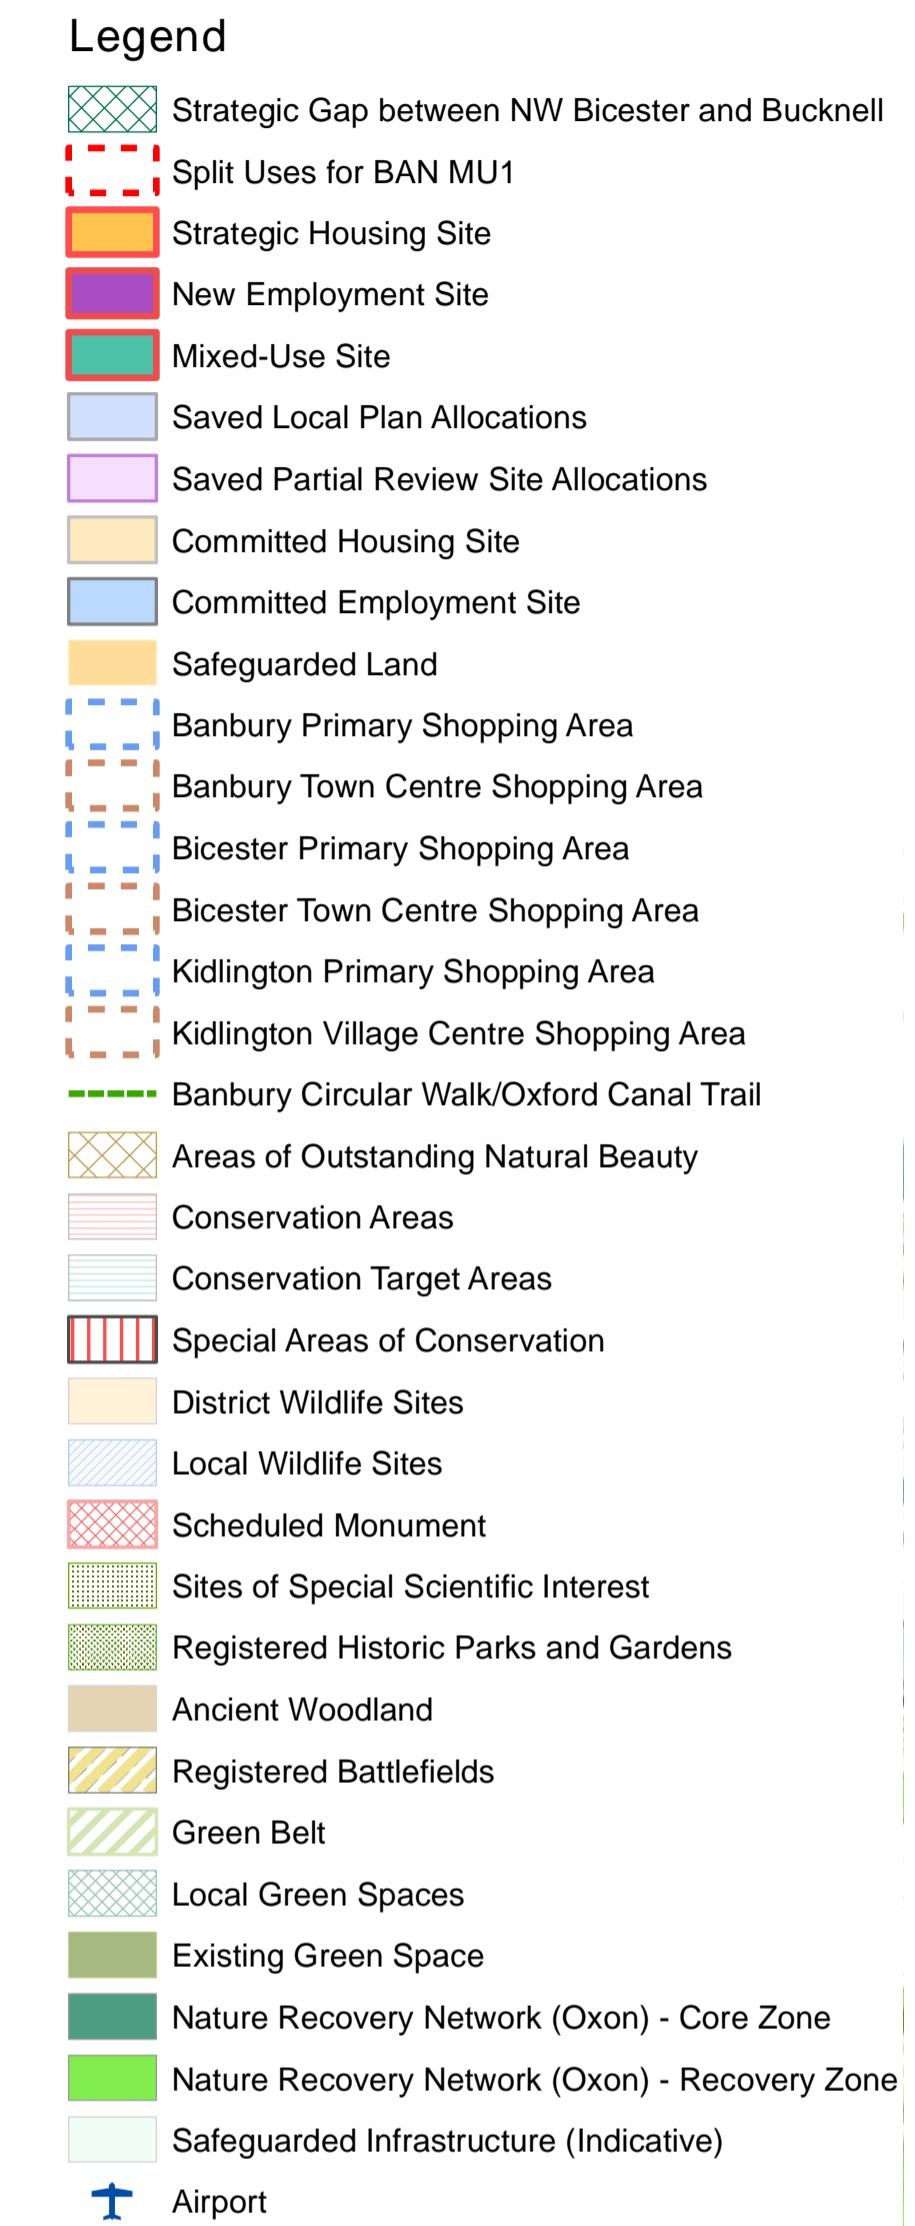 Legend
Strategic Gap between NW Bicester and Bucknell
Split Uses for BAN MU1
Strategic Housing Site
New Employment Site
Mixed-Use Site
Saved Local Plan Allocations
Saved Partial Review Site Allocations
Committed Housing Site
Committed Employment Site
Safeguarded Land
Banbury Primary Shopping Area
Banbury Town Centre Shopping Area
Bicester Primary Shopping Area
Bicester Town Centre Shopping Area
Kidlington Primary Shopping Area
Kidlington Village Centre Shopping Area
Banbury Circular Walk/Oxford Canal Trail
Areas of Outstanding Natural Beauty
Conservation Areas
Conservation Target Areas
Special Areas of Conservation
District Wildlife Sites
Local Wildlife Sites
Scheduled Monument
Sites of Special Scientific Interest
Registered Historic Parks and Gardens
Ancient Woodland
Registered Battlefields
Green Belt
Local Green Spaces
Existing Green Space
Nature Recovery Network (Oxon) - Core Zone
Nature Recovery Network (Oxon) - Recovery Zone
Safeguarded Infrastructure (Indicative)
Airport